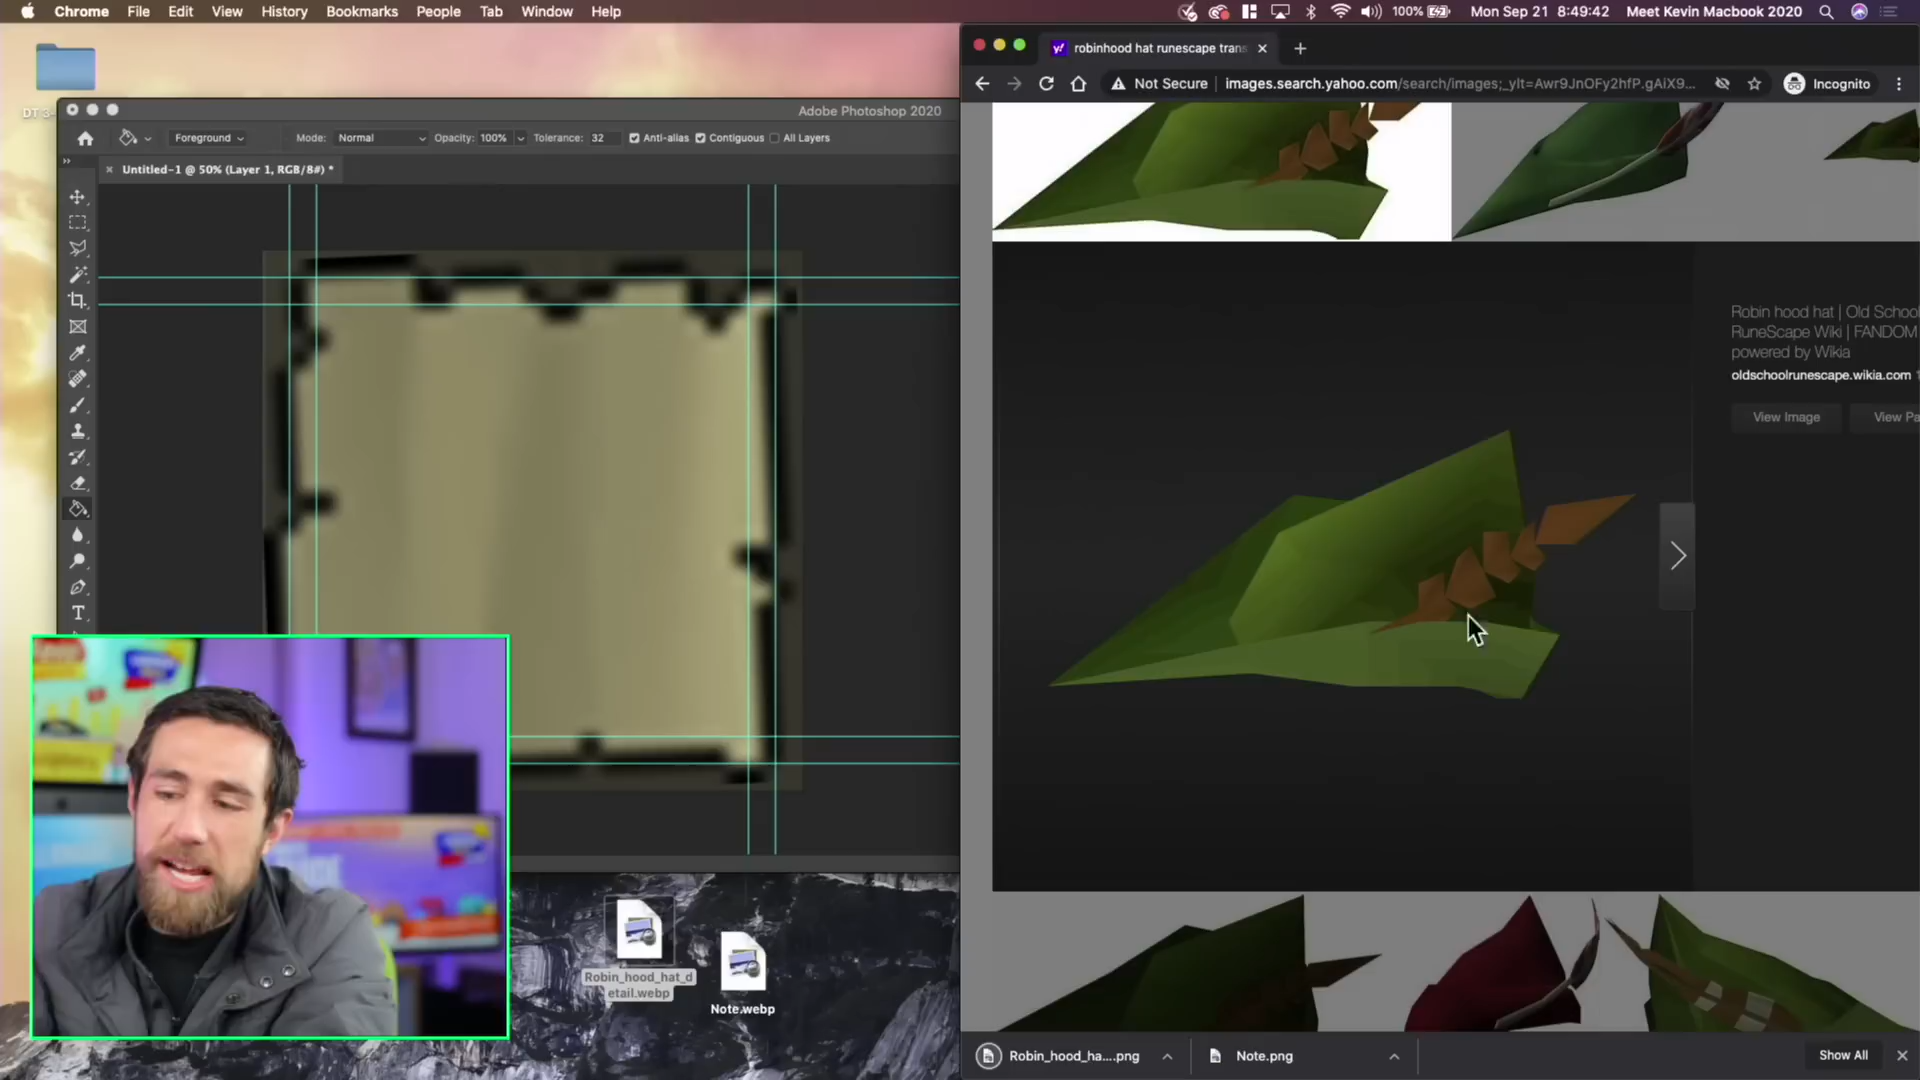 Chrome File Edit View History Bookmarks People Tab Window Help
100% Mon Sep 21 8:49:42 Meet Kevin Macbook 2020
robinhood hat runescape trans
Not Secure images.search.yahoo.com/search/images;_ylt=Awr9JnOFy2hfP.gAiX9... Incognito
DT 3-
Adobe Photoshop 2020
Foreground Mode: Normal Opacity: 100% Tolerance: 32 Anti-alias Contiguous All Layers
Untitled-1 @ 50% (Layer 1, RGB/8#) *
Robin hood hat | Old School
RuneScape Wiki | FANDOM
powered by Wikia
oldschoolrunescape.wikia.com
View Image View Pa
Robin_hood_hat_d
etail.webp
Note.webp
Robin_hood_ha....png Note.png Show All